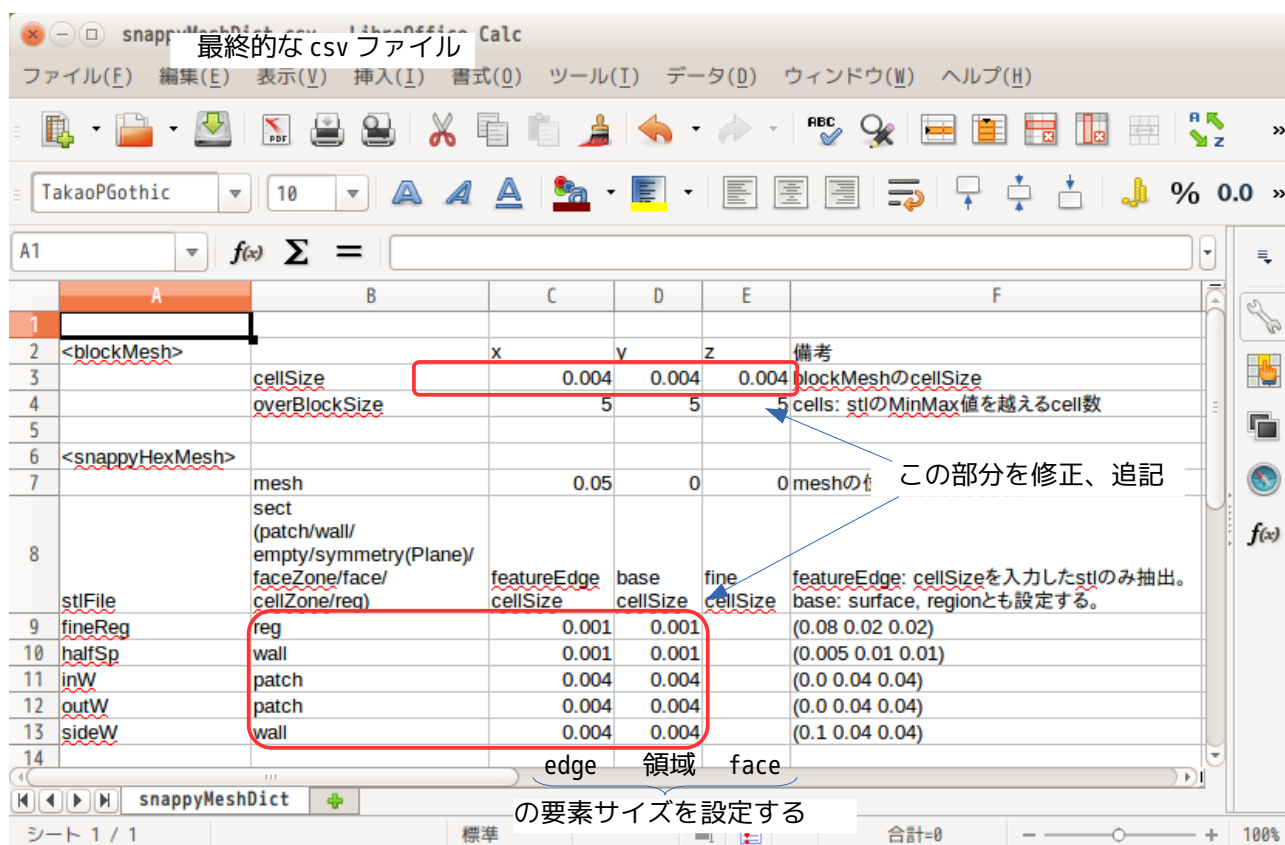 snappyMeshDict.csv - LibreOffice Calc
最終的な csv ファイル
ファイル(F) 編集(E) 表示(V) 挿入(I) 書式(O) ツール(T) データ(D) ウィンドウ(W) ヘルプ(H)
TakaoPGothic 10 % 0.0 »
A1 f(x) Σ =
A B C D E F
1
2 <blockMesh> x y z 備考
3 cellSize 0.004 0.004 0.004 blockMeshのcellSize
4 overBlockSize 5 5 5 cells: stlのMinMax値を越えるcell数
5
6 <snappyHexMesh>
7 mesh 0.05 0 0 meshの
この部分を修正、追記
sect
(patch/wall/
empty/symmetry(Plane)/
faceZone/face/ featureEdge base fine featureEdge: cellSizeを入力したstlのみ抽出。
8 stlFile cellZone/reg) cellSize cellSize cellSize base: surface, regionとも設定する。
9 fineReg reg 0.001 0.001 (0.08 0.02 0.02)
10 halfSp wall 0.001 0.001 (0.005 0.01 0.01)
11 inW patch 0.004 0.004 (0.0 0.04 0.04)
12 outW patch 0.004 0.004 (0.0 0.04 0.04)
13 sideW wall 0.004 0.004 (0.1 0.04 0.04)
14
edge 領域 face
の要素サイズを設定する
snappyMeshDict
シート 1 / 1 標準 合計=0 100%